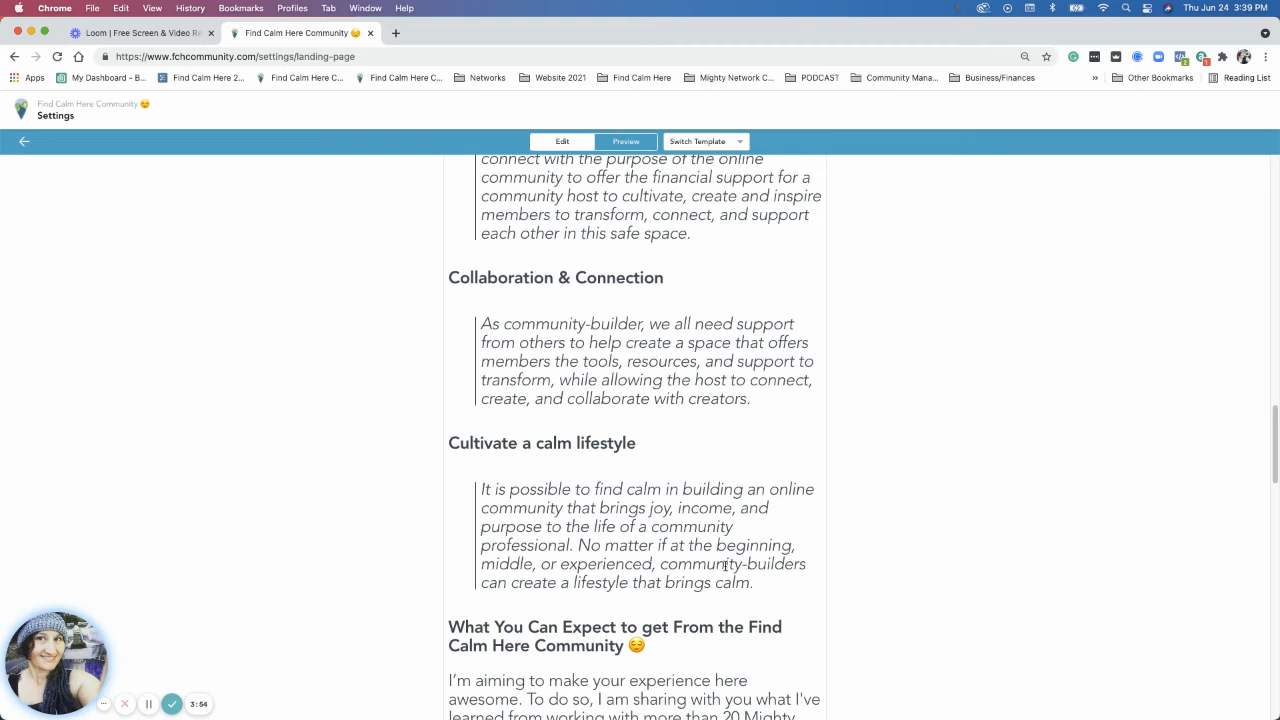 Chrome File Edit View History Bookmarks Profiles Tab Window Help Thu Jun 24 3:39 PM
Loom | Free Screen & Video Re × Find Calm Here Community 😌 × +
https://www.fchcommunity.com/settings/landing-page
Apps My Dashboard - B... Find Calm Here 2... Find Calm Here C... Find Calm Here C... Networks Website 2021 Find Calm Here Mighty Network C... PODCAST Community Mana... Business/Finances » Other Bookmarks Reading List
Find Calm Here Community 😌
Settings
Edit Preview Switch Template
connect with the purpose of the online
community to offer the financial support for a
community host to cultivate, create and inspire
members to transform, connect, and support
each other in this safe space.
Collaboration & Connection
As community-builder, we all need support
from others to help create a space that offers
members the tools, resources, and support to
transform, while allowing the host to connect,
create, and collaborate with creators.
Cultivate a calm lifestyle
It is possible to find calm in building an online
community that brings joy, income, and
purpose to the life of a community
professional. No matter if at the beginning,
middle, or experienced, community-builders
can create a lifestyle that brings calm.
What You Can Expect to get From the Find
Calm Here Community 😌
I'm aiming to make your experience here
awesome. To do so, I am sharing with you what I've
learned from working with more than 20 Mighty
3:54